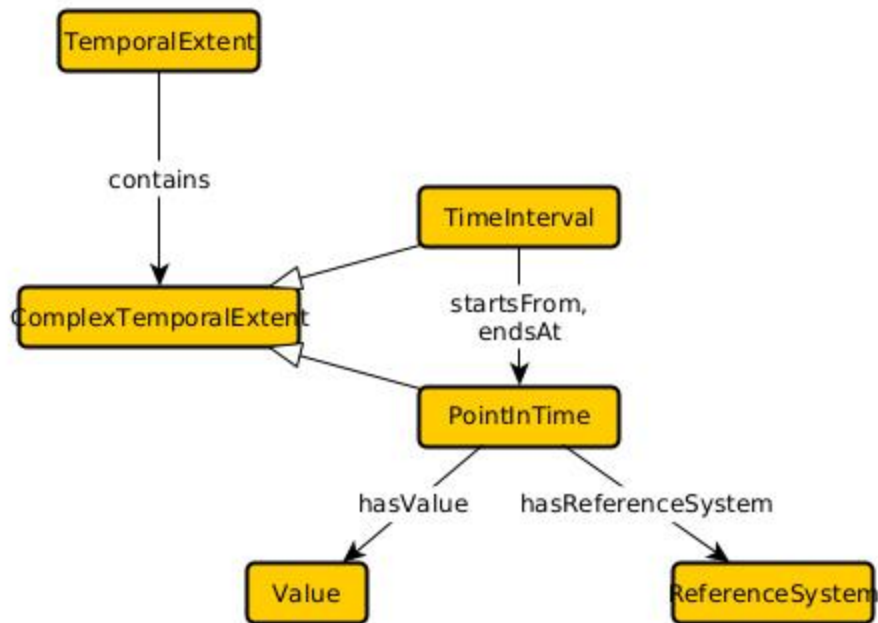 TemporalExtent
contains
TimeInterval
ComplexTemporalExtent
startsFrom,
endsAt
PointInTime
hasValue
hasReferenceSystem
Value
ReferenceSystem